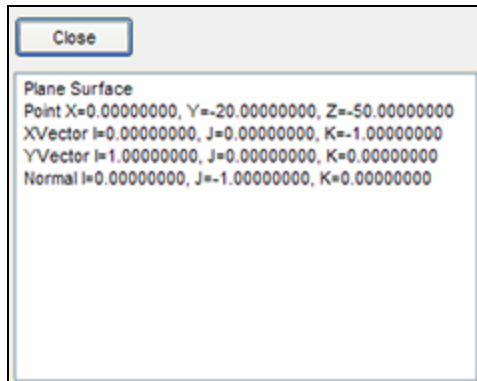 Close
Plane Surface
Point X=0.00000000, Y=-20.00000000, Z=-50.00000000
XVector I=0.00000000, J=0.00000000, K=-1.00000000
YVector I=1.00000000, J=0.00000000, K=0.00000000
Normal I=0.00000000, J=-1.00000000, K=0.00000000